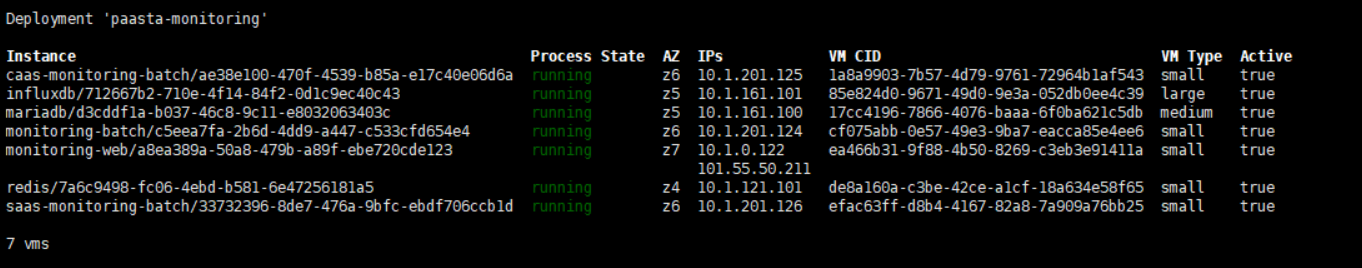 Deployment 'paasta-monitoring'
Instance Process State AZ IPs VM CID VM Type Active
caas-monitoring-batch/ae38e100-470f-4539-b85a-e17c40e06d6a running z6 10.1.201.125 1a8a9903-7b57-4d79-9761-72964b1af543 small true
influxdb/712667b2-710e-4f14-84f2-0d1c9ec40c43 running z5 10.1.161.101 85e824d0-9671-49d0-9e3a-052db0ee4c39 large true
mariadb/d3cddf1a-b037-46c8-9c11-e8032063403c running z5 10.1.161.100 17cc4196-7866-4076-baaa-6f0ba621c5db medium true
monitoring-batch/c5eea7fa-2b6d-4dd9-a447-c533cfd654e4 running z6 10.1.201.124 cf075abb-0e57-49e3-9ba7-eacca85e4ee6 small true
monitoring-web/a8ea389a-50a8-479b-a89f-ebe720cde123 running z7 10.1.0.122 ea466b31-9f88-4b50-8269-c3eb3e91411a small true
101.55.50.211
redis/7a6c9498-fc06-4ebd-b581-6e47256181a5 running z4 10.1.121.101 de8a160a-c3be-42ce-a1cf-18a634e58f65 small true
saas-monitoring-batch/33732396-8de7-476a-9bfc-ebdf706ccb1d running z6 10.1.201.126 efac63ff-d8b4-4167-82a8-7a909a76bb25 small true
7 vms